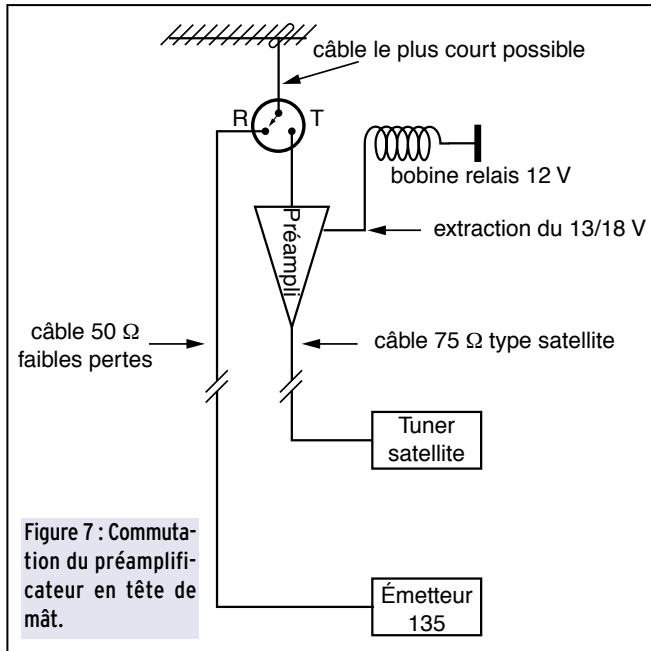 câble le plus court possible
R
T
bobine relais 12 V
Préampli
extraction du 13/18 V
câble 50 Ω
faibles pertes
câble 75 Ω type satellite
Tuner
satellite
Figure 7 : Commuta-
tion du préamplifi-
cateur en tête de
mât.
Émetteur
135